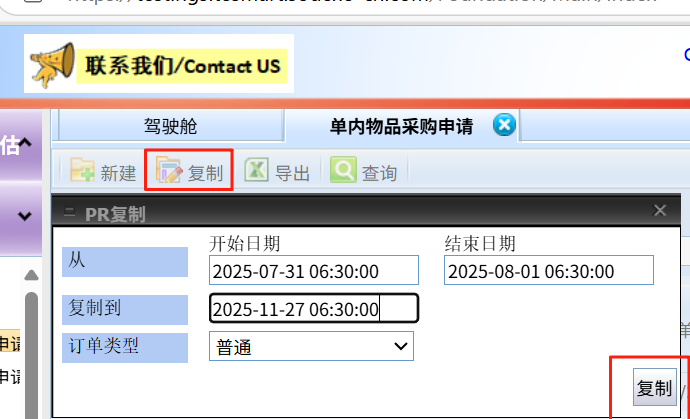 联系我们/Contact US
估
驾驶舱 单内物品采购申请
新建 复制 导出 查询
PR复制
开始日期 结束日期
从 2025-07-31 06:30:00 2025-08-01 06:30:00
复制到 2025-11-27 06:30:00
订单类型 普通
复制
申请
申请
单